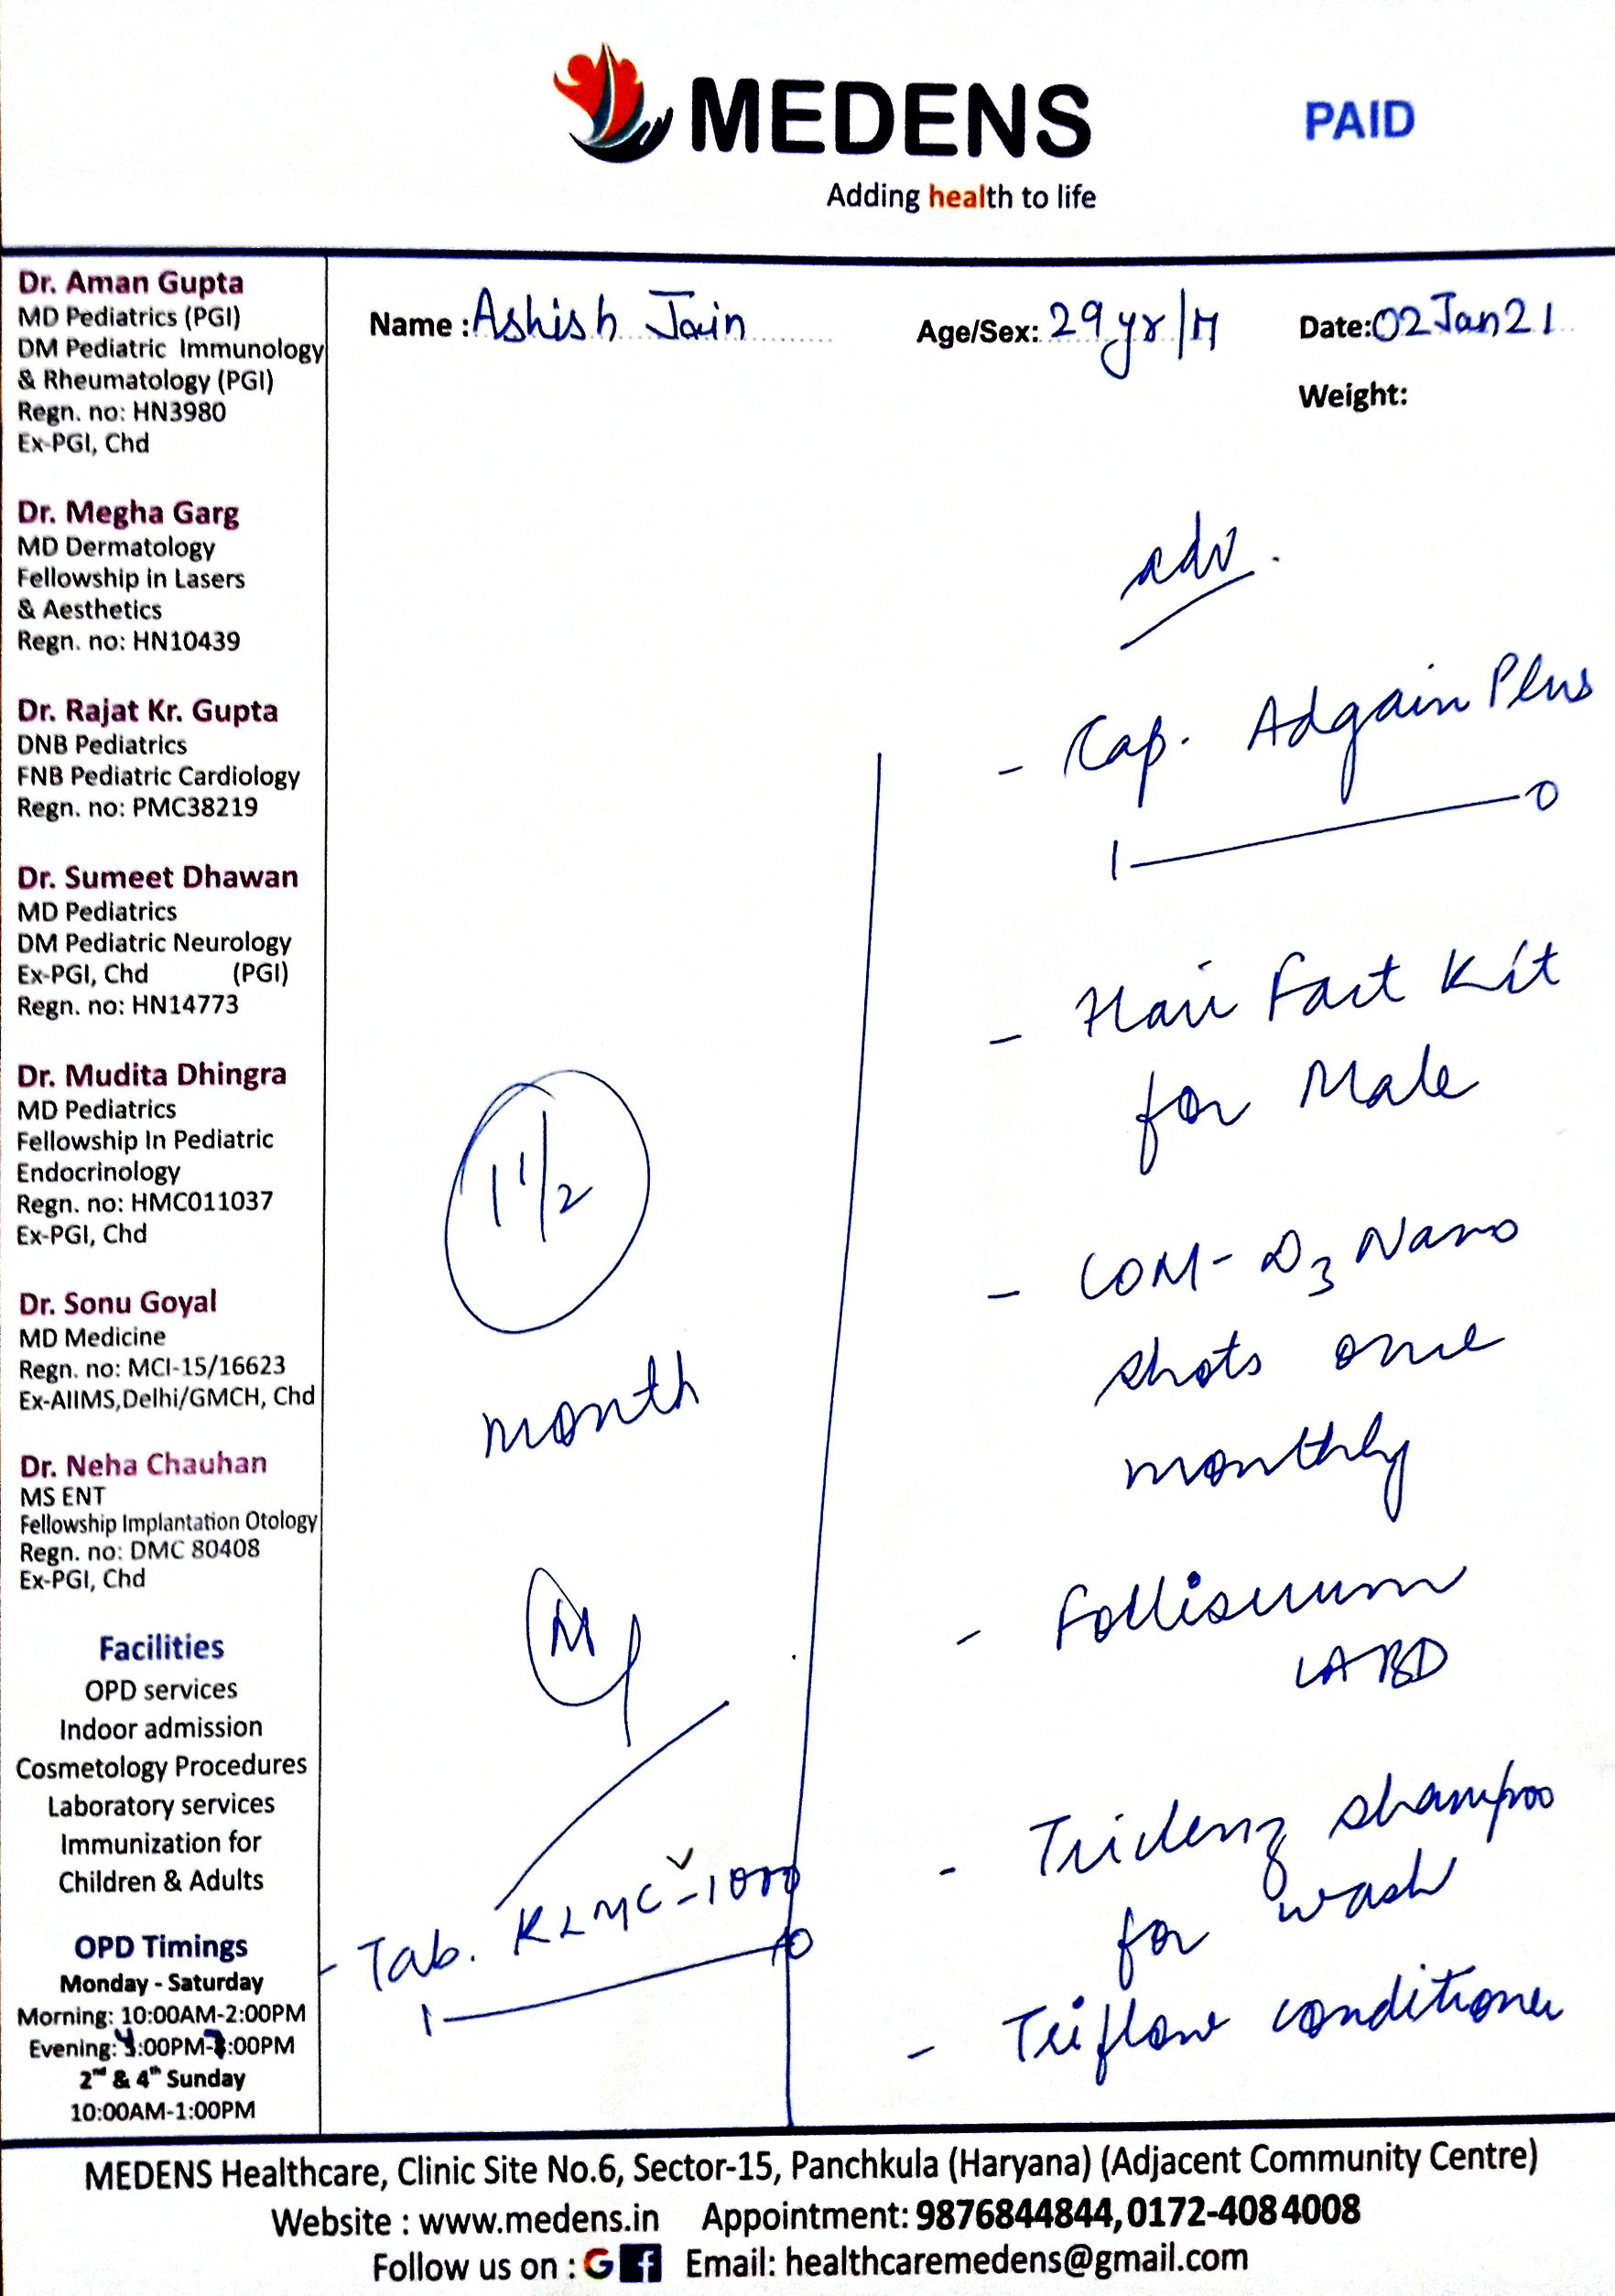 MEDENS
PAID
Adding health to life
Dr. Aman Gupta
MD Pediatrics (PGI)
DM Pediatric Immunology
& Rheumatology (PGI)
Regn. no: HN3980
Ex-PGI, Chd
Dr. Megha Garg
MD Dermatology
Fellowship in Lasers
& Aesthetics
Regn. no: HN10439
Dr. Rajat Kr. Gupta
DNB Pediatrics
FNB Pediatric Cardiology
Regn. no: PMC38219
Dr. Sumeet Dhawan
MD Pediatrics
DM Pediatric Neurology
Ex-PGI, Chd (PGI)
Regn. no: HN14773
Dr. Mudita Dhingra
MD Pediatrics
Fellowship In Pediatric
Endocrinology
Regn. no: HMC011037
Ex-PGI, Chd
Dr. Sonu Goyal
MD Medicine
Regn. no: MCI-15/16623
Ex-AIIMS,Delhi/GMCH, Chd
Dr. Neha Chauhan
MS ENT
Fellowship Implantation Otology
Regn. no: DMC 80408
Ex-PGI, Chd
Facilities
OPD services
Indoor admission
Cosmetology Procedures
Laboratory services
Immunization for
Children & Adults
OPD Timings
Monday - Saturday
Morning: 10:00AM-2:00PM
Evening: :00PM- :00PM
2nd & 4th Sunday
10:00AM-1:00PM
Name : Ashish Jain Age/Sex: 29yr/M Date: 02 Jan 21
Weight:
adv.
- Cap. Adgain Plus
1 — 0
- Hair Fact Kit
for Male
- COM-D3 Nano
shots once
monthly
- Folliserum
LABD
- Tridenz shampoo
for wash
- Triflow conditioner
1 1/2
month
- Tab. KLMC-1000
1 — 0
MEDENS Healthcare, Clinic Site No.6, Sector-15, Panchkula (Haryana) (Adjacent Community Centre)
Website : www.medens.in Appointment: 9876844844, 0172-4084008
Follow us on : G f Email: healthcaremedens@gmail.com